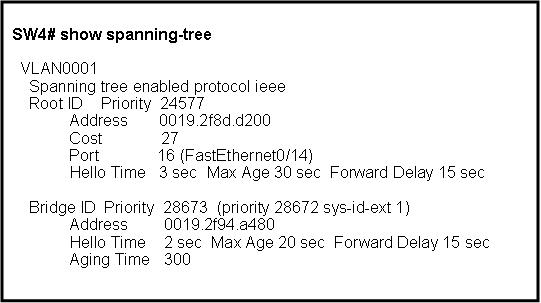 SW4# show spanning-tree
VLAN0001
Spanning tree enabled protocol ieee
Root ID Priority 24577
Address 0019.2f8d.d200
Cost 27
Port 16 (FastEthernet0/14)
Hello Time 3 sec Max Age 30 sec Forward Delay 15 sec
Bridge ID Priority 28673 (priority 28672 sys-id-ext 1)
Address 0019.2f94.a480
Hello Time 2 sec Max Age 20 sec Forward Delay 15 sec
Aging Time 300